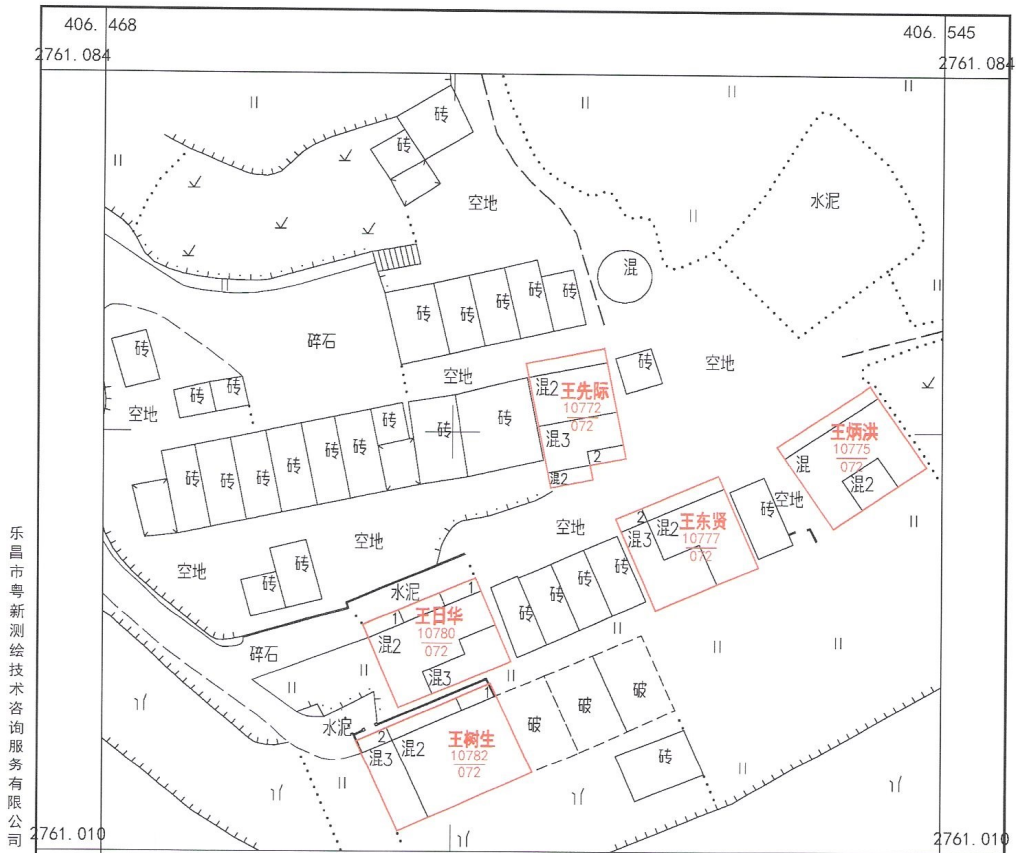 406. 468
406. 545
2761. 084
2761. 084
砖
砖
空地
水泥
混
砖
砖
砖
砖
砖
碎石
砖
空地
混2
王先际
10772
072
砖
空地
砖
砖
空地
砖
砖
砖
混3
2
混2
王炳洪
10775
072
混
混2
砖
砖
砖
砖
砖
砖
空地
砖
空地
空地
2
混2
王东贤
10777
072
混3
空地
砖
砖
砖
砖
砖
砖
水泥
1
1
王日华
10780
072
混2
混3
碎石
水泥
2
混3
混2
1
王树生
10782
072
破
破
破
砖
乐昌市粤新测绘技术咨询服务有限公司
2761. 010
2761. 010